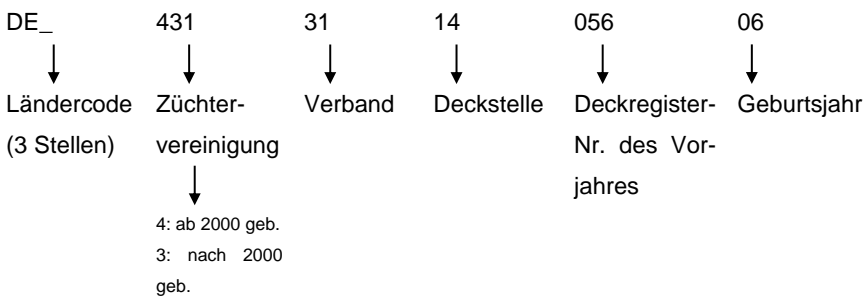 DE_ 431 31 14 056 06
Ländercode Züchter- Verband Deckstelle Deckregister- Geburtsjahr
(3 Stellen) vereinigung Nr. des Vor-
jahres
4: ab 2000 geb.
3: nach 2000
geb.